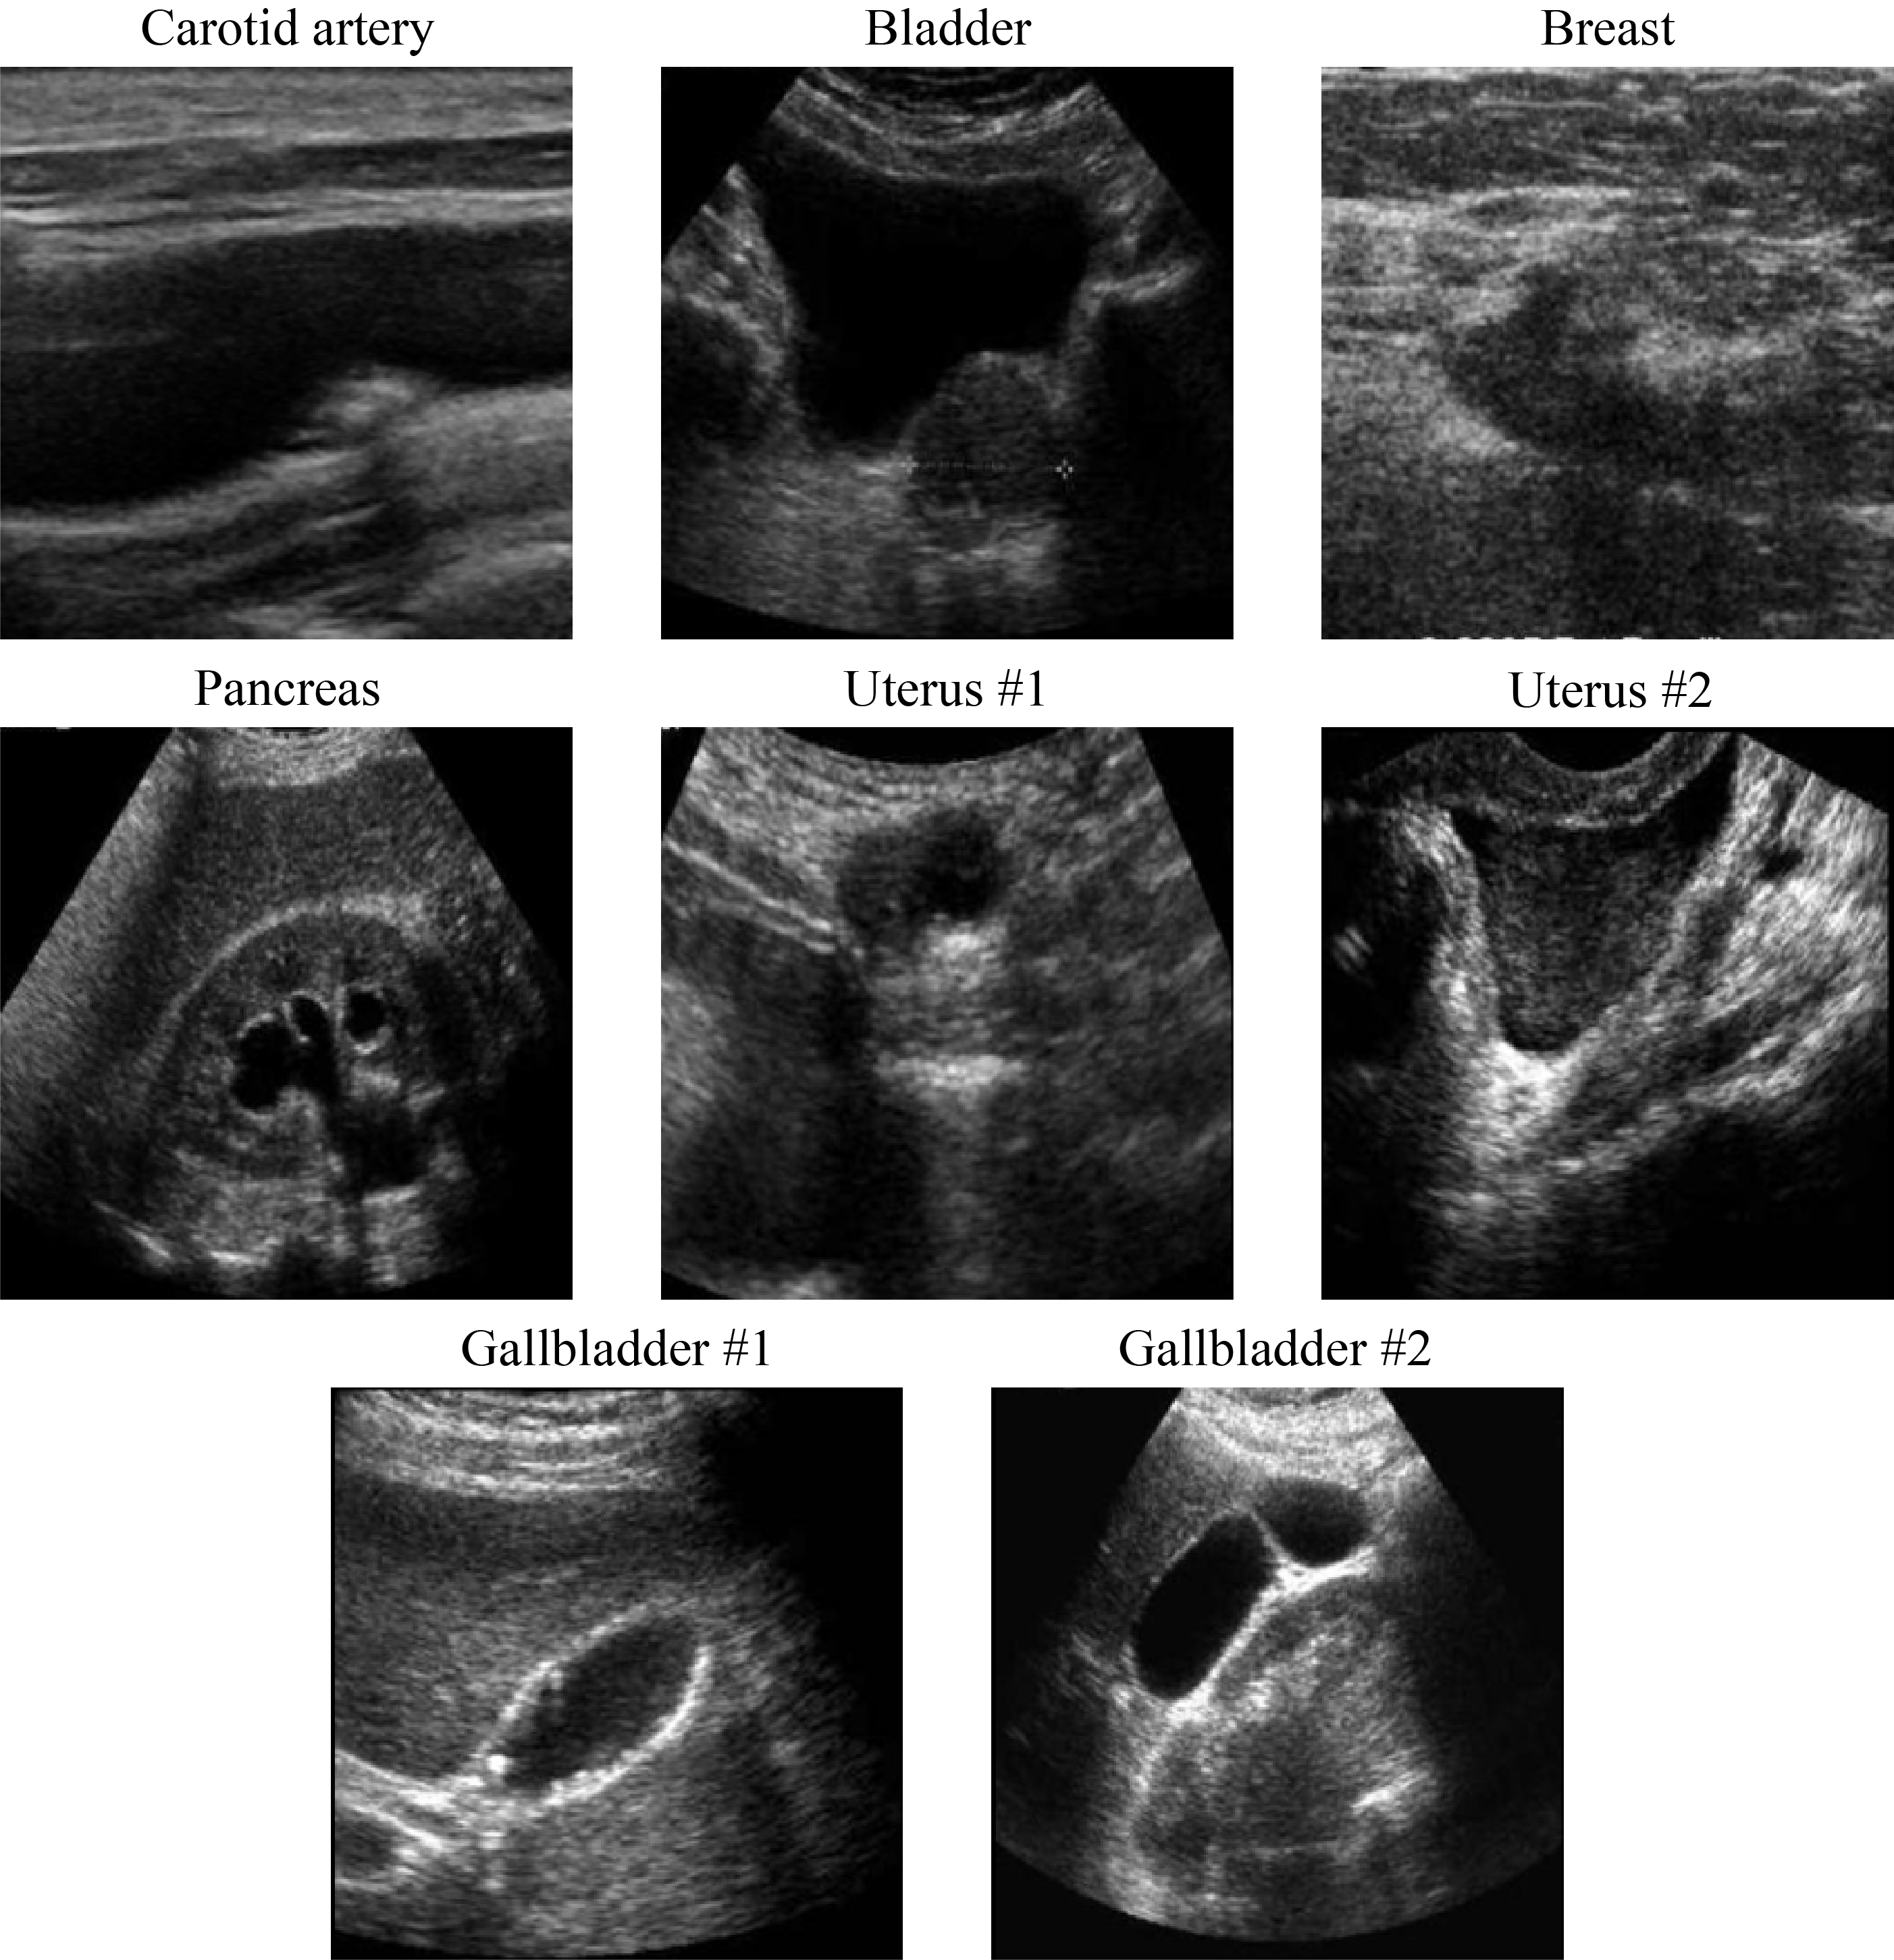 Carotid artery
Bladder
Breast
Pancreas
Uterus #1
Uterus #2
Gallbladder #1
Gallbladder #2